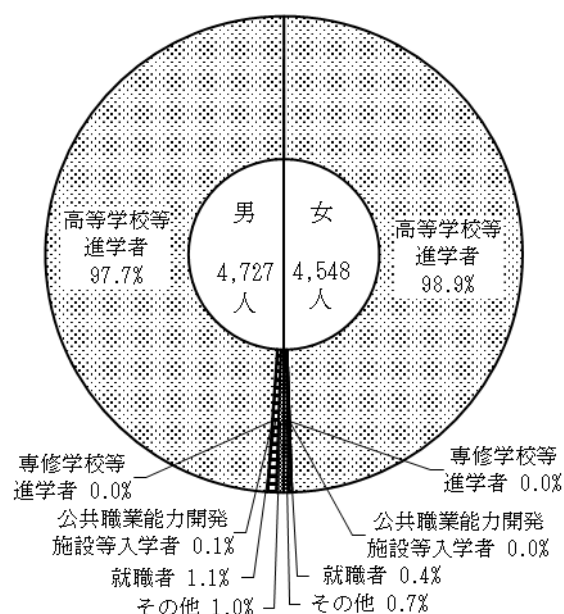 男
4,727
人
女
4,548
人
高等学校等
進学者
97.7%
高等学校等
進学者
98.9%
専修学校等
進学者 0.0%
公共職業能力開発
施設等入学者 0.1%
就職者 1.1%
その他 1.0%
専修学校等
進学者 0.0%
公共職業能力開発
施設等入学者 0.0%
就職者 0.4%
その他 0.7%